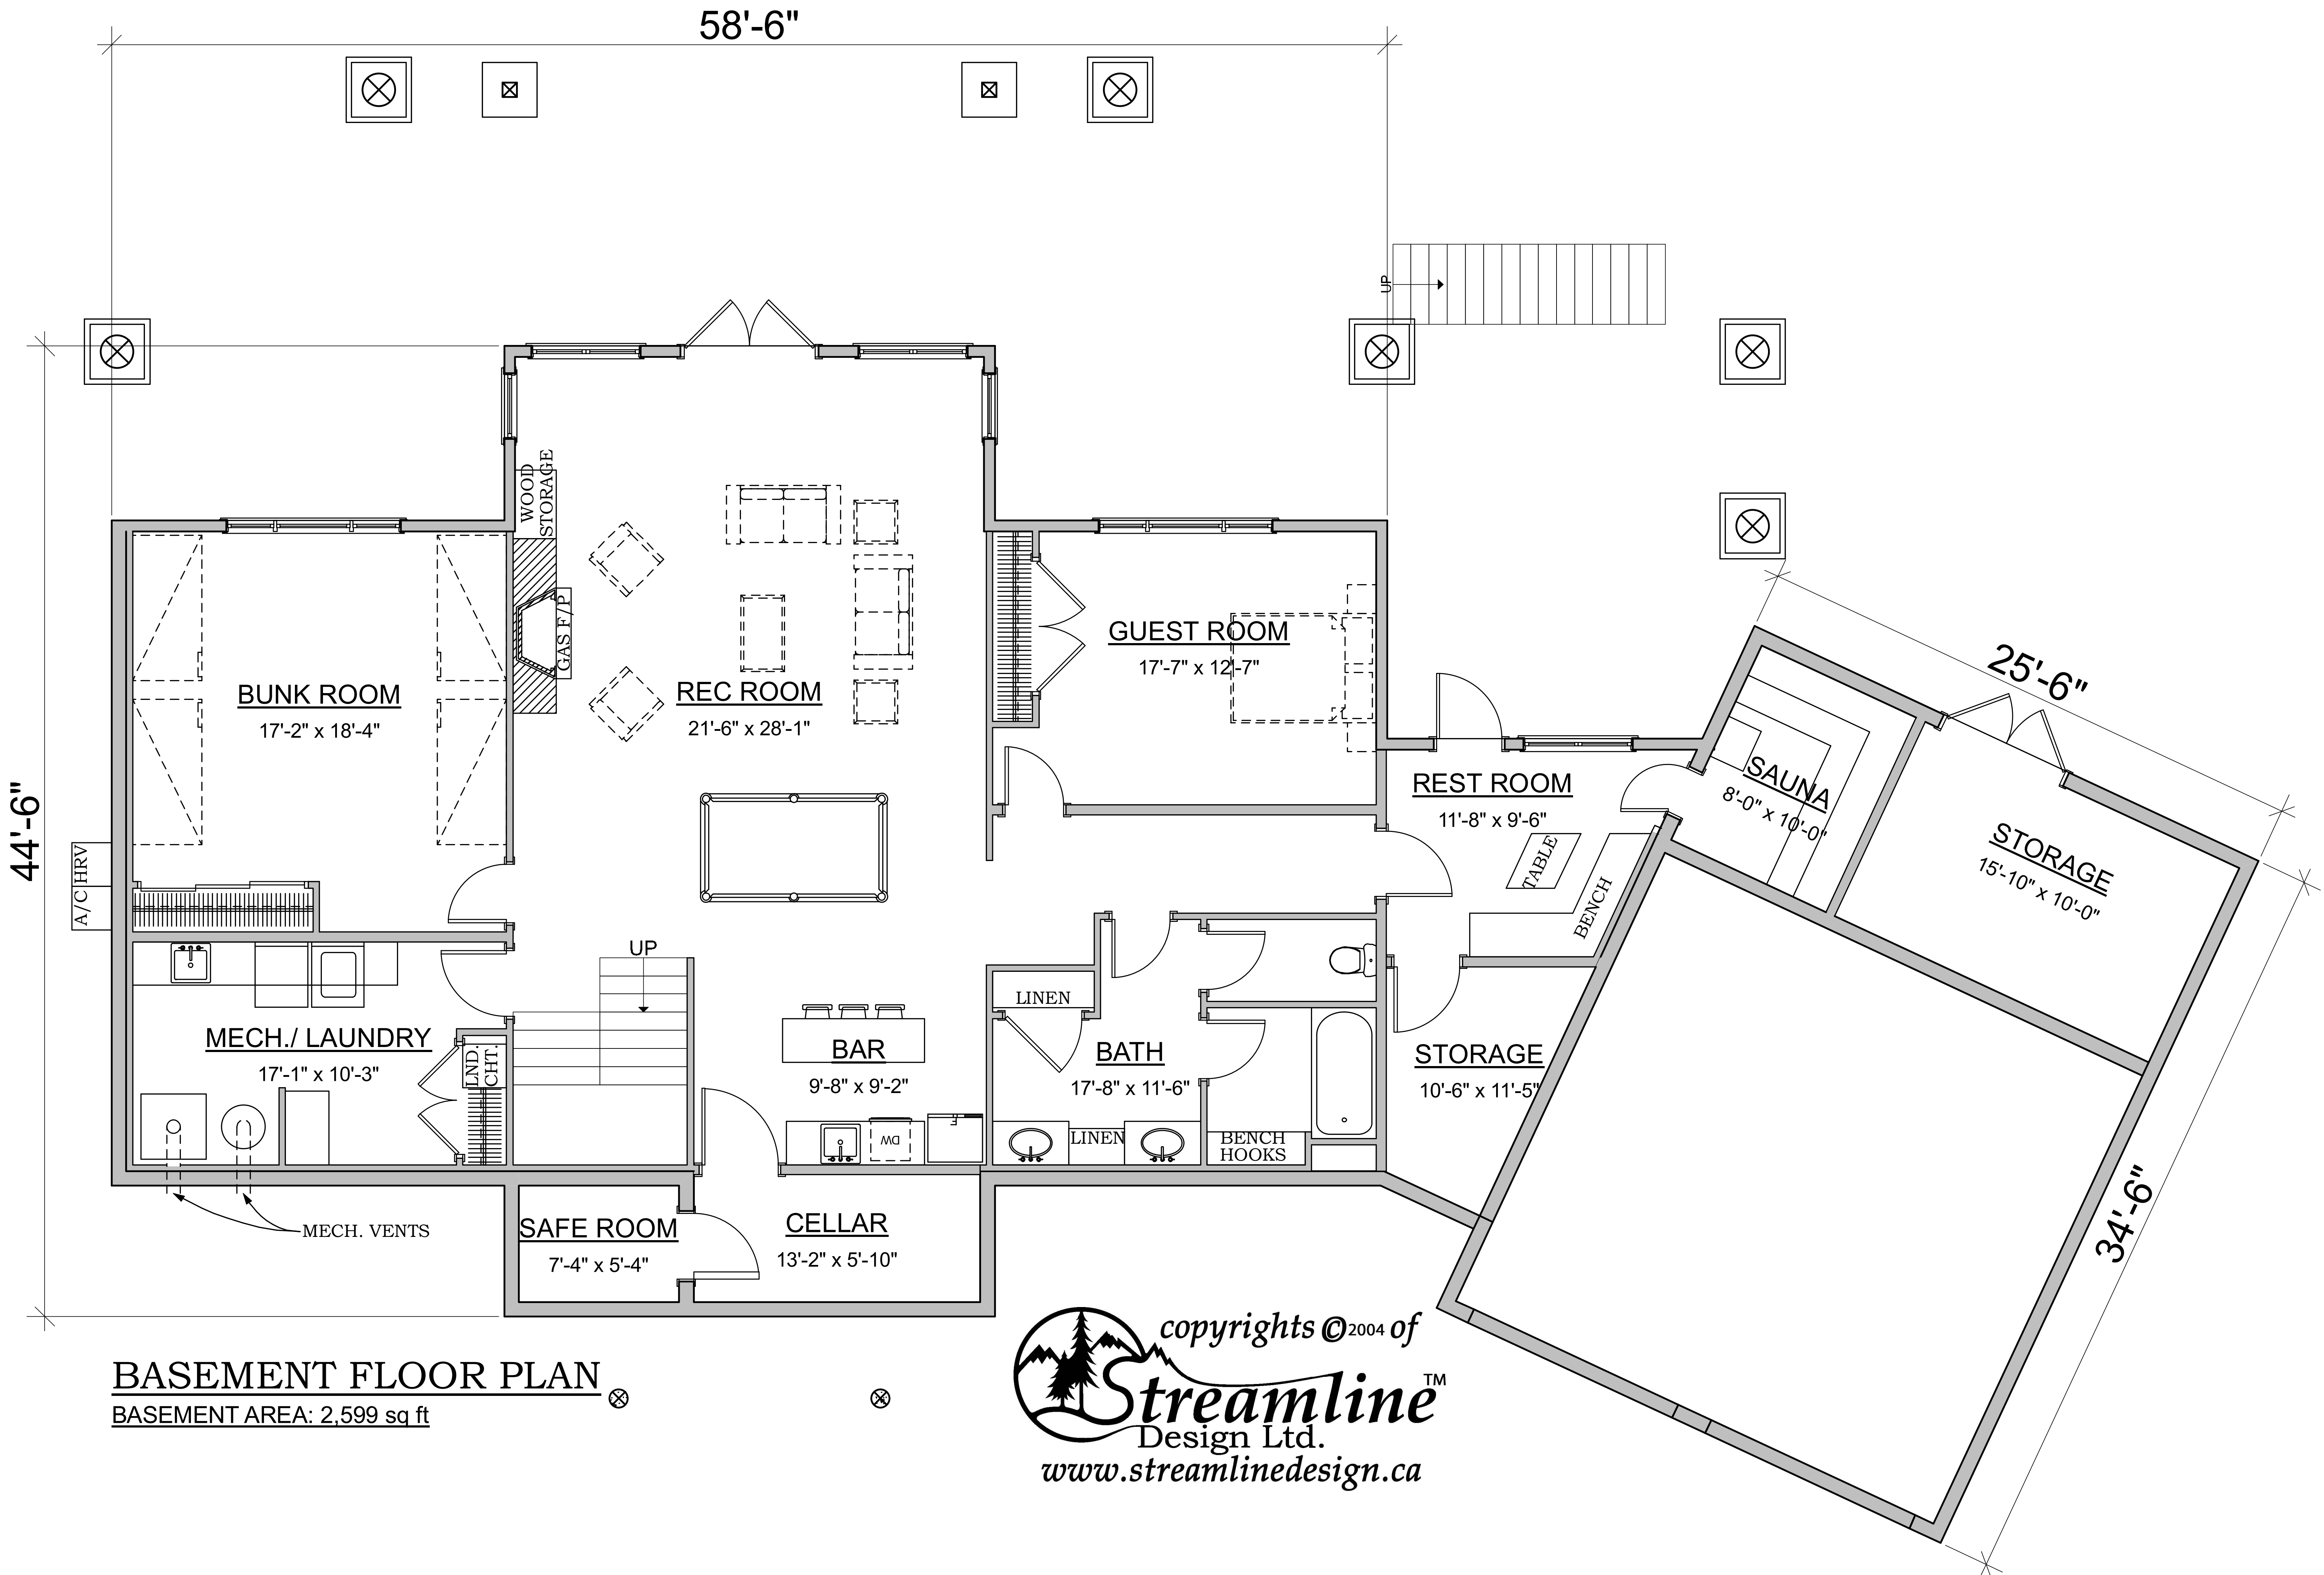 58'-6"
UP
WOOD
STORAGE
GAS F/P
BUNK ROOM
17'-2" x 18'-4"
REC ROOM
21'-6" x 28'-1"
GUEST ROOM
17'-7" x 12'-7"
25'-6"
REST ROOM
11'-8" x 9'-6"
SAUNA
8'-0" x 10'-0"
STORAGE
15'-10" x 10'-0"
TABLE
BENCH
44'-6"
HRV
A/C
UP
MECH./ LAUNDRY
17'-1" x 10'-3"
LND.
CHT.
BAR
9'-8" x 9'-2"
DW
LINEN
BATH
17'-8" x 11'-6"
LINEN
BENCH
HOOKS
STORAGE
10'-6" x 11'-5"
34'-6"
MECH. VENTS
SAFE ROOM
7'-4" x 5'-4"
CELLAR
13'-2" x 5'-10"
BASEMENT FLOOR PLAN
BASEMENT AREA: 2,599 sq ft
copyrights © 2004 of
Streamline™
Design Ltd.
www.streamlinedesign.ca